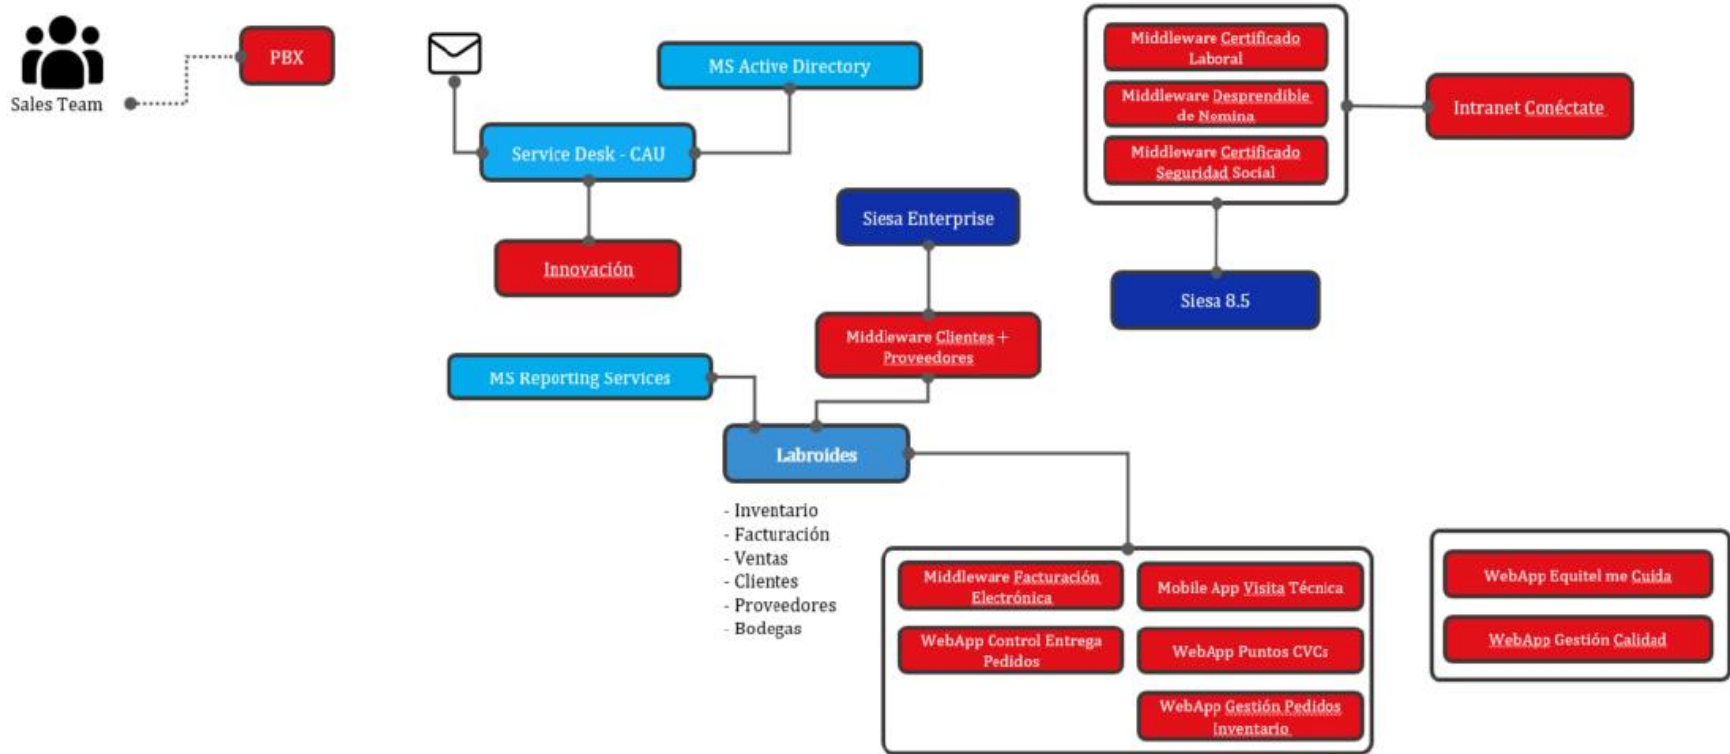 Sales Team
PBX
MS Active Directory
Service Desk - CAU
Innovación
Siesa Enterprise
Middleware Clientes +
Proveedores
MS Reporting Services
Labroides
- Inventario
- Facturación
- Ventas
- Clientes
- Proveedores
- Bodegas
Middleware Certificado
Laboral
Middleware Desprendible
de Nomina
Middleware Certificado
Seguridad Social
Intranet Conéctate
Siesa 8.5
Middleware Facturación
Electrónica
Mobile App Visita Técnica
WebApp Control Entrega
Pedidos
WebApp Puntos CVCs
WebApp Gestión Pedidos
Inventario
WebApp Equitel me Cuida
WebApp Gestión Calidad